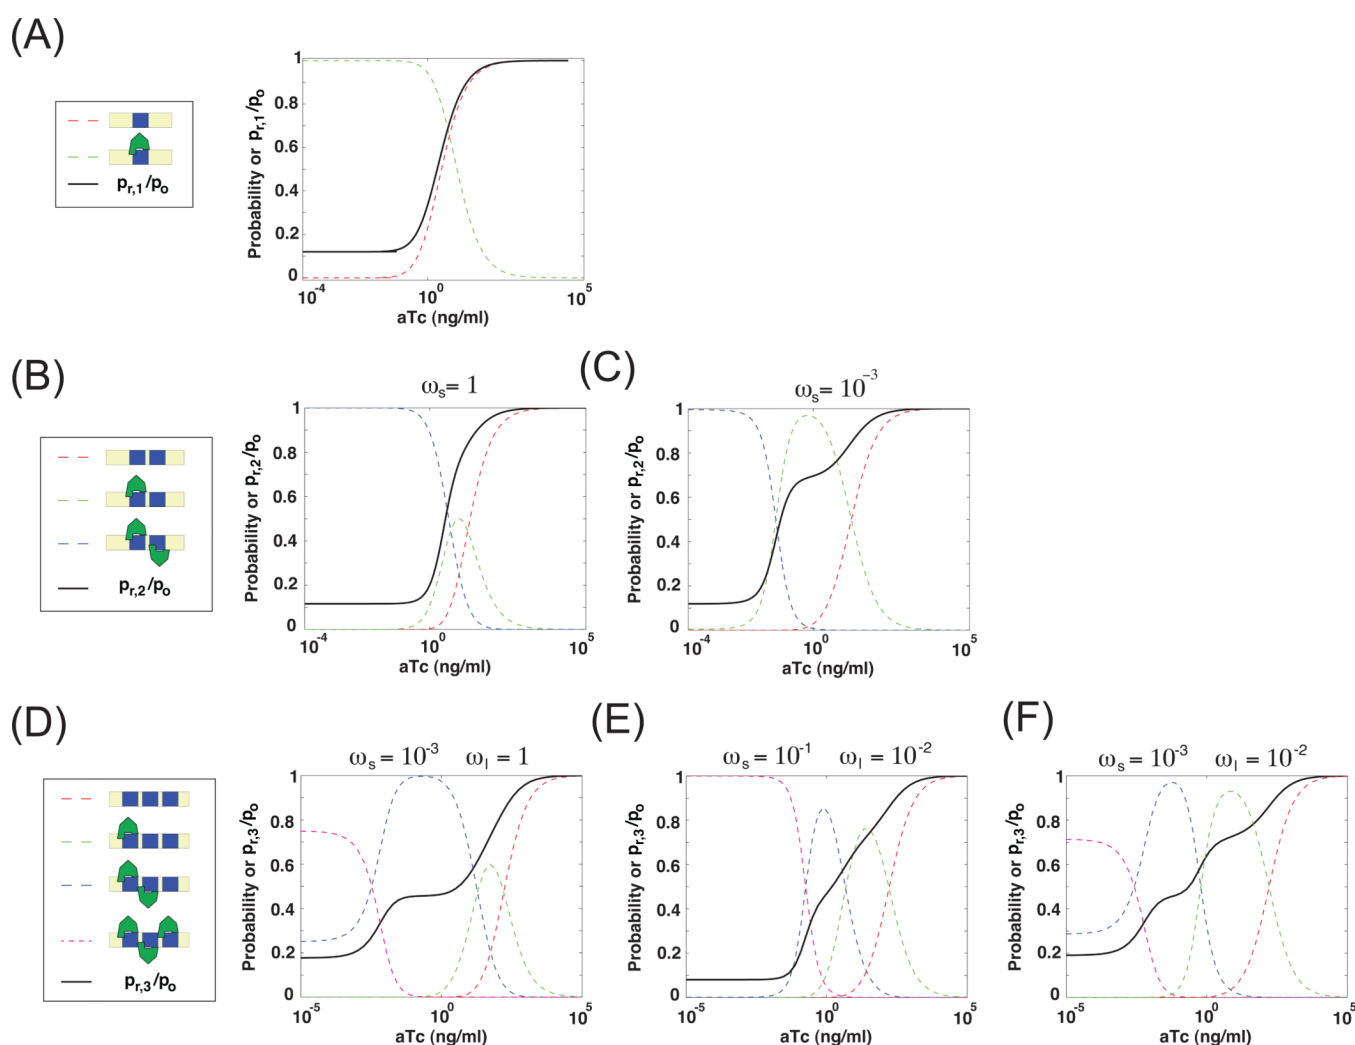 (A)
p_r,1/p_o
Probability or p_r,1/p_o
1
0.8
0.6
0.4
0.2
0
10^-4
10^0
10^5
aTc (ng/ml)
(B)
ω_s= 1
p_r,2/p_o
Probability or p_r,2/p_o
1
0.8
0.6
0.4
0.2
0
10^-4
10^0
10^5
aTc (ng/ml)
(C)
ω_s= 10^-3
Probability or p_r,2/p_o
1
0.8
0.6
0.4
0.2
0
10^-4
10^0
10^5
aTc (ng/ml)
(D)
ω_s= 10^-3 ω_l= 1
p_r,3/p_o
Probability or p_r,3/p_o
1
0.8
0.6
0.4
0.2
0
10^-5
10^0
10^5
aTc (ng/ml)
(E)
ω_s= 10^-1 ω_l= 10^-2
Probability or p_r,3/p_o
1
0.8
0.6
0.4
0.2
0
10^-5
10^0
10^5
aTc (ng/ml)
(F)
ω_s= 10^-3 ω_l= 10^-2
Probability or p_r,3/p_o
1
0.8
0.6
0.4
0.2
0
10^-5
10^0
10^5
aTc (ng/ml)